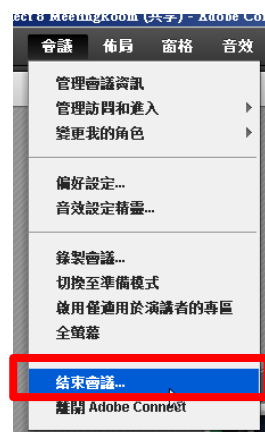 ect 8 MeetingRoom (共享) - Adobe Co
會議 佈局 窗格 音效
管理會議資訊
管理訪問和進入
變更我的角色
偏好設定...
音效設定精靈...
錄製會議...
切換至準備模式
啟用僅適用於演講者的專區
全螢幕
結束會議...
離開 Adobe Connect